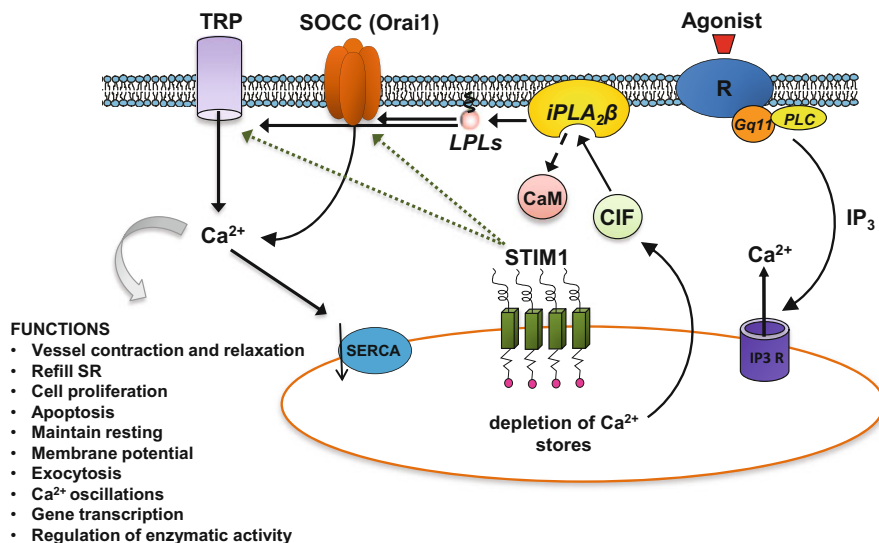 TRP
SOCC (Orai1)
Agonist
R
Gq11
PLC
iPLA₂β
LPLs
CaM
CIF
IP₃
Ca²⁺
Ca²⁺
STIM1
SERCA
IP3 R
depletion of Ca²⁺
stores
FUNCTIONS
• Vessel contraction and relaxation
• Refill SR
• Cell proliferation
• Apoptosis
• Maintain resting
• Membrane potential
• Exocytosis
• Ca²⁺ oscillations
• Gene transcription
• Regulation of enzymatic activity